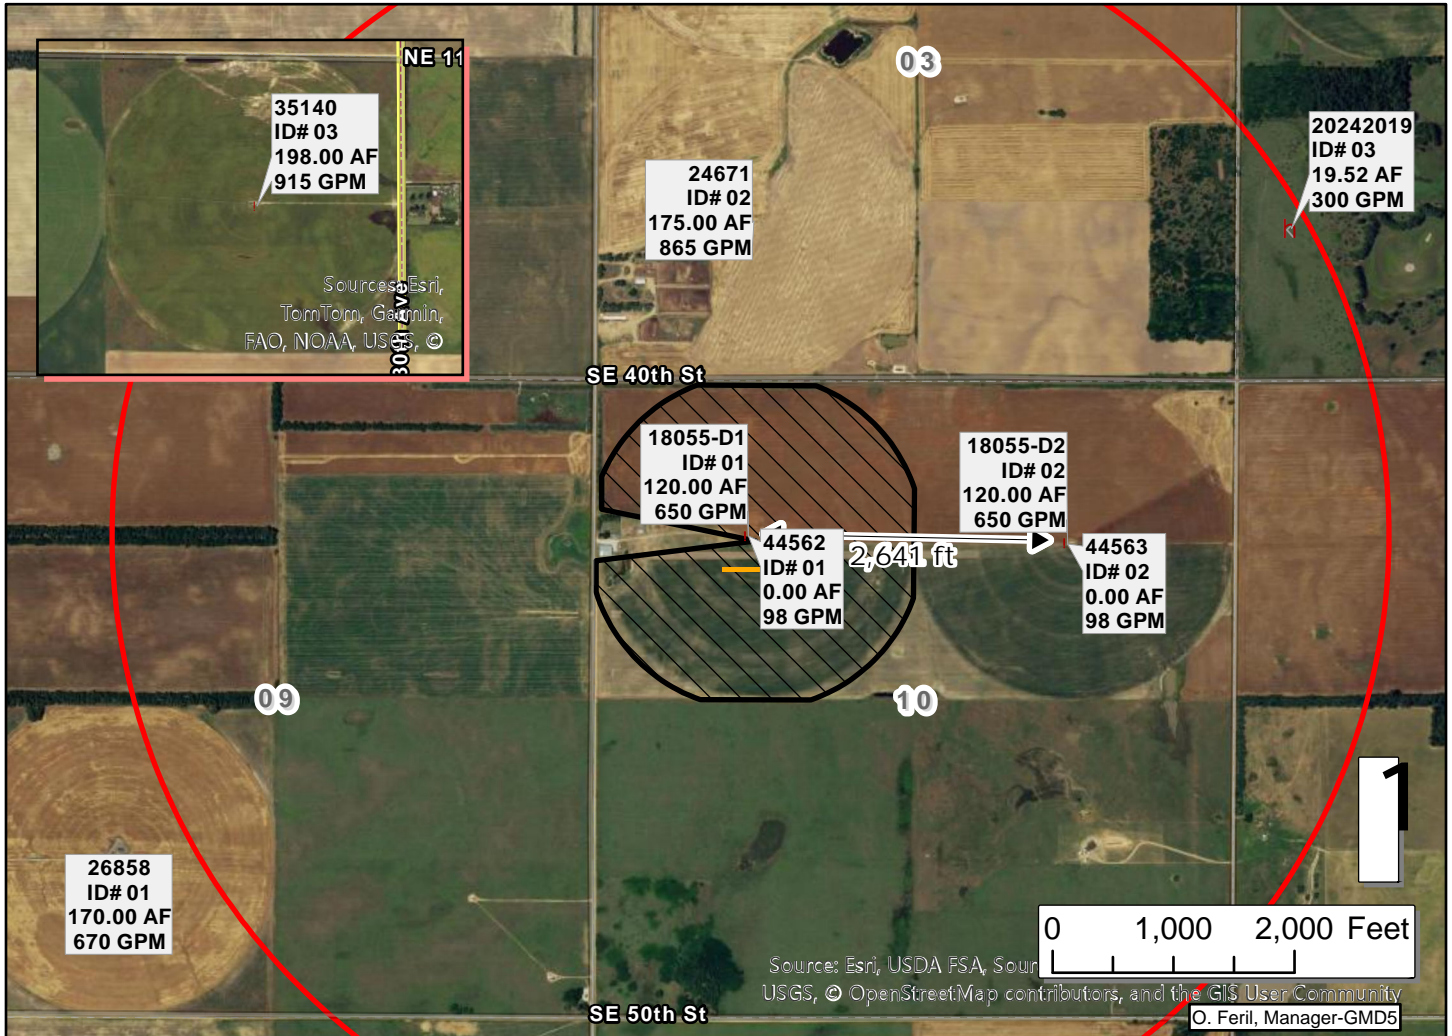 NE 11
35140
ID# 03
198.00 AF
915 GPM
Sources: Esri,
TomTom, Garmin,
FAO, NOAA, USGS, ©
30th Ave
03
24671
ID# 02
175.00 AF
865 GPM
20242019
ID# 03
19.52 AF
300 GPM
SE 40th St
18055-D1
ID# 01
120.00 AF
650 GPM
18055-D2
ID# 02
120.00 AF
650 GPM
44562
ID# 01
0.00 AF
98 GPM
2,641 ft
44563
ID# 02
0.00 AF
98 GPM
09
10
26858
ID# 01
170.00 AF
670 GPM
1
0 1,000 2,000 Feet
Source: Esri, USDA FSA, Sour
USGS, © OpenStreetMap contributors, and the GIS User Community
SE 50th St
O. Feril, Manager-GMD5